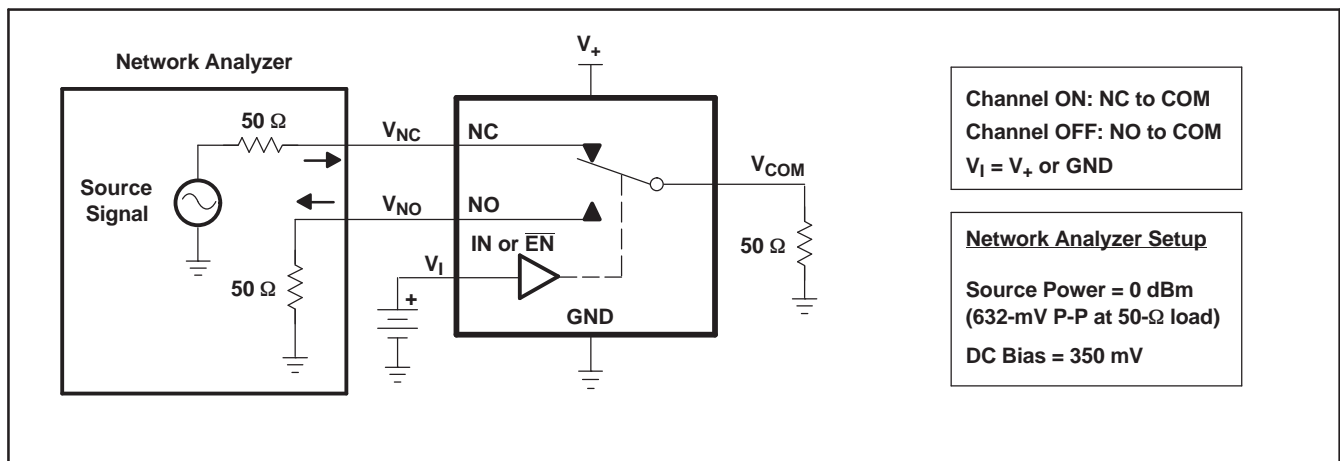 Network Analyzer
50 Ω
Source
Signal
50 Ω
V+
VNC
NC
VNO
NO
IN or EN
VI
+
GND
VCOM
50 Ω
Channel ON: NC to COM
Channel OFF: NO to COM
VI = V+ or GND
Network Analyzer Setup
Source Power = 0 dBm
(632-mV P-P at 50-Ω load)
DC Bias = 350 mV